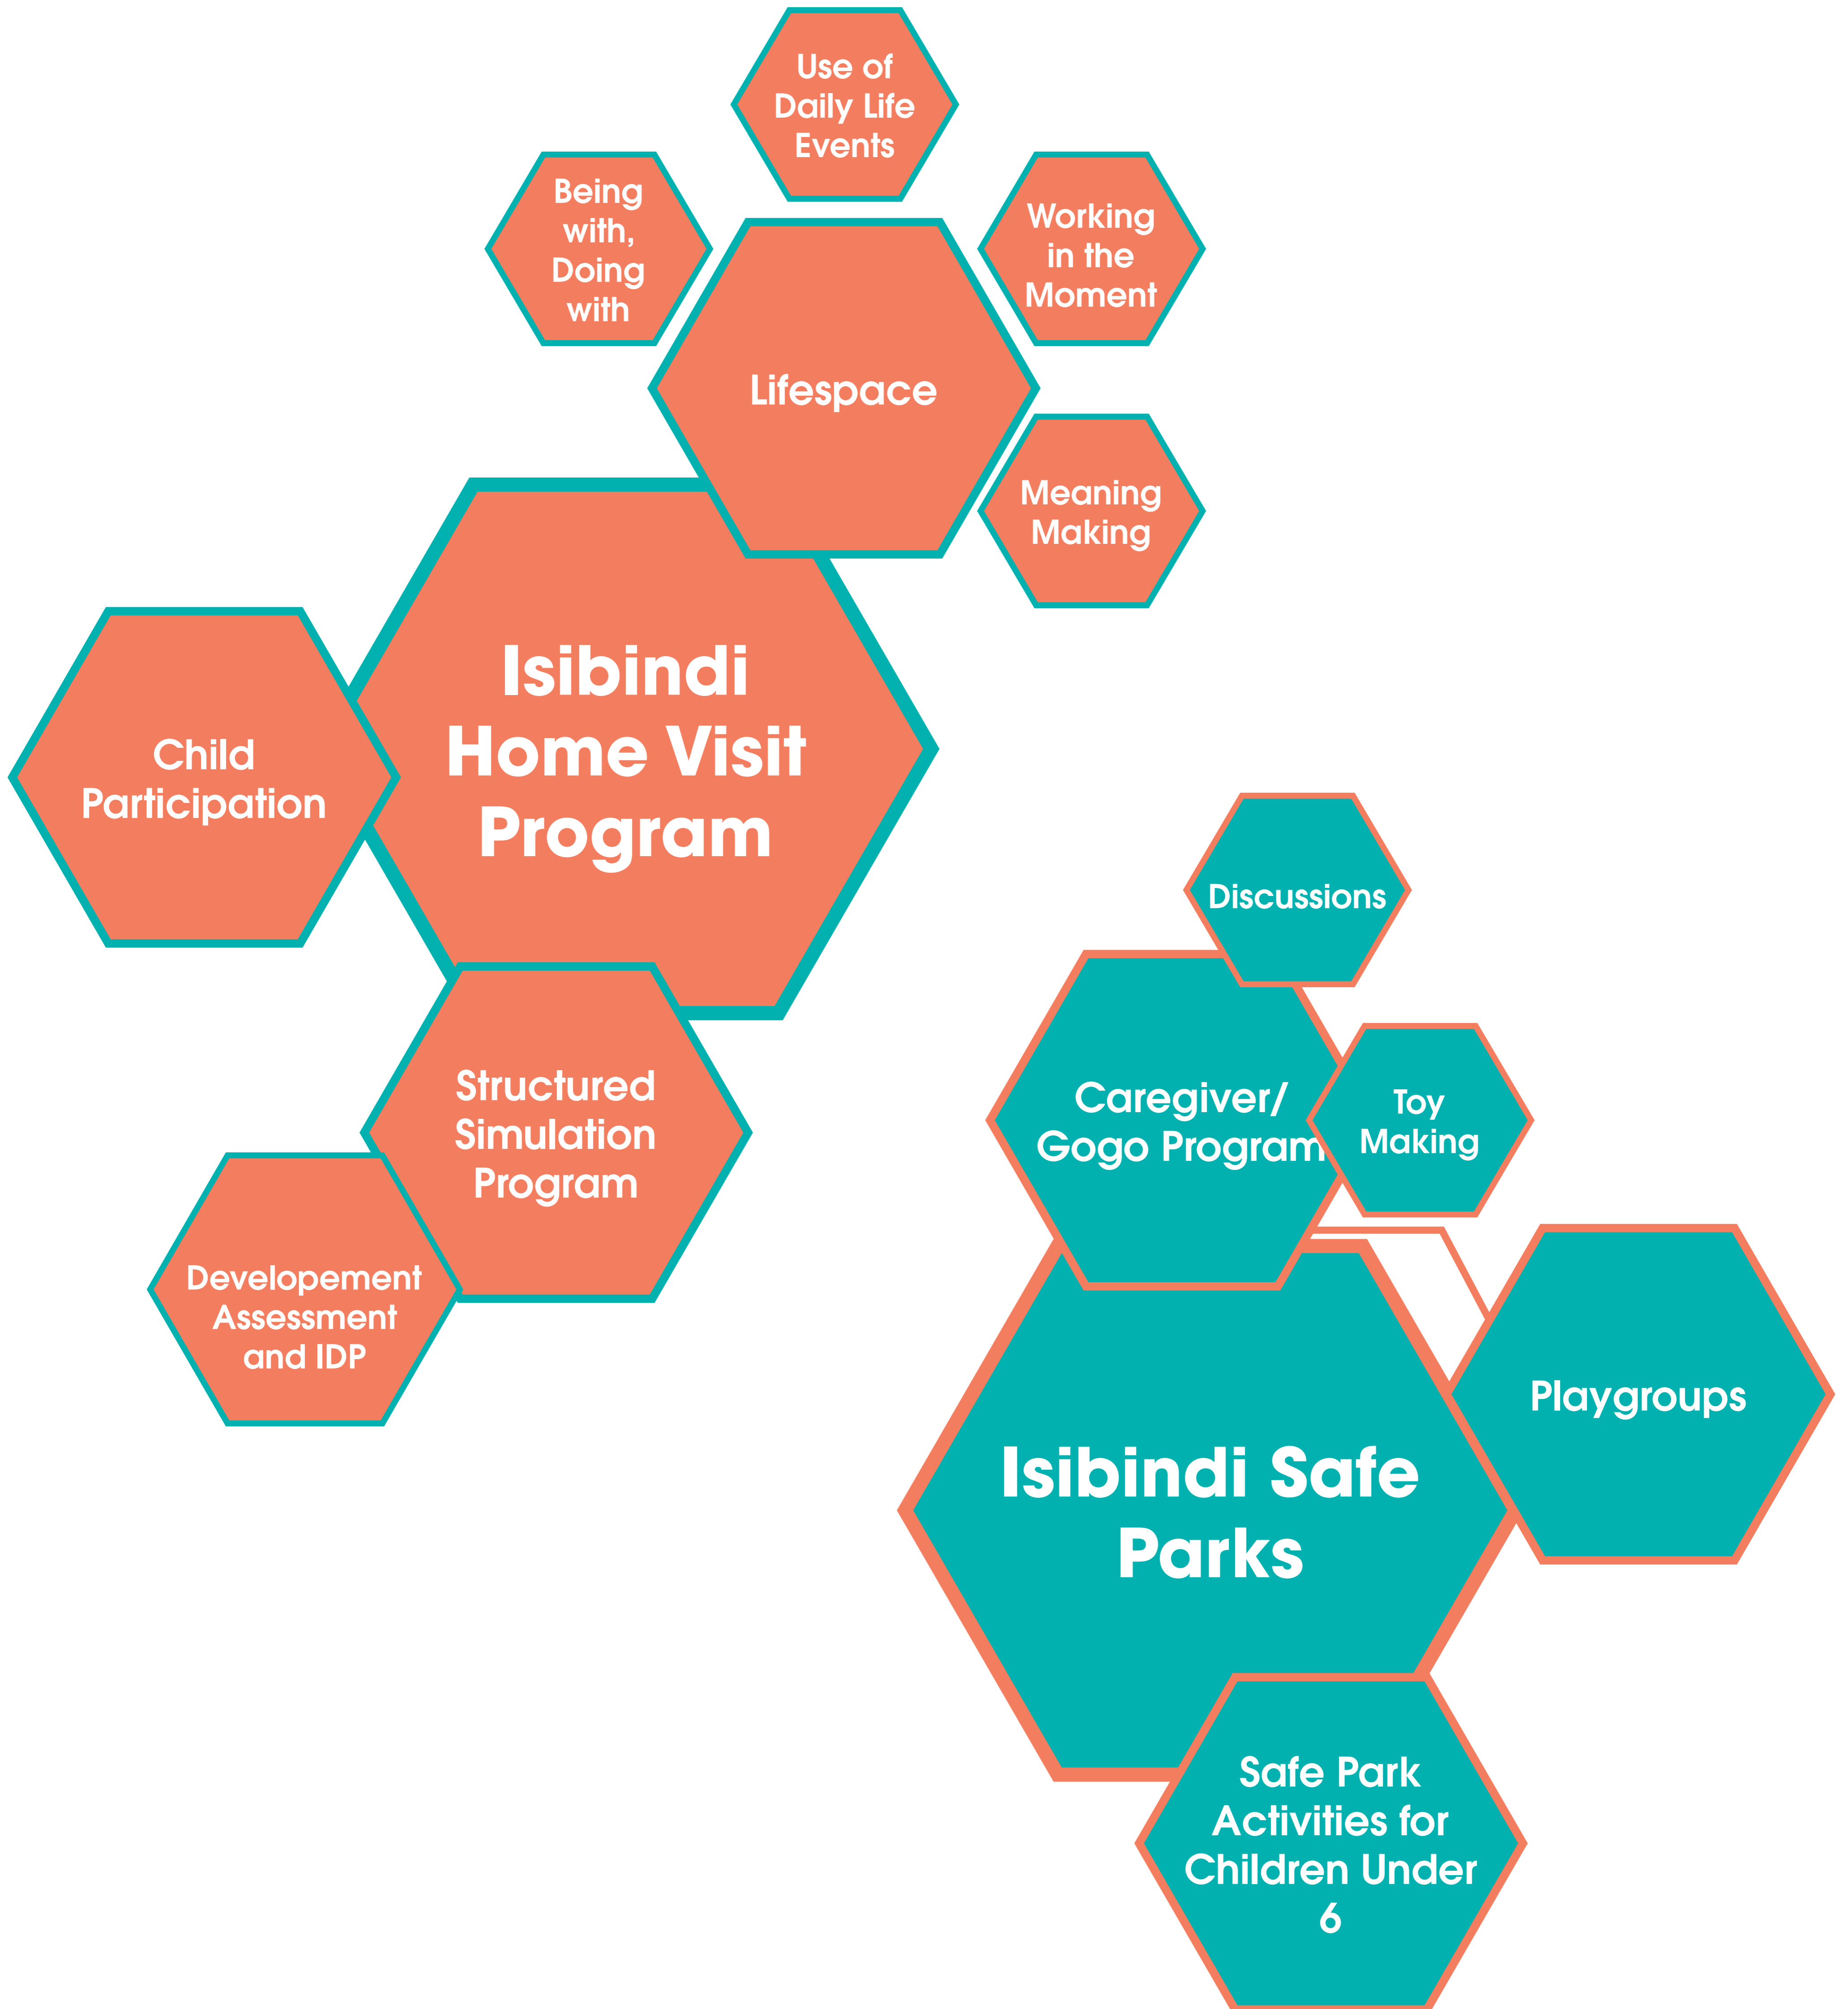 Use of
Daily Life
Events
Being
with,
Doing
with
Working
in the
Moment
Lifespace
Meaning
Making
Isibindi
Home Visit
Program
Child
Participation
Structured
Simulation
Program
Developement
Assessment
and IDP
Discussions
Caregiver/
Gogo Program
Toy
Making
Playgroups
Isibindi Safe
Parks
Safe Park
Activities for
Children Under
6